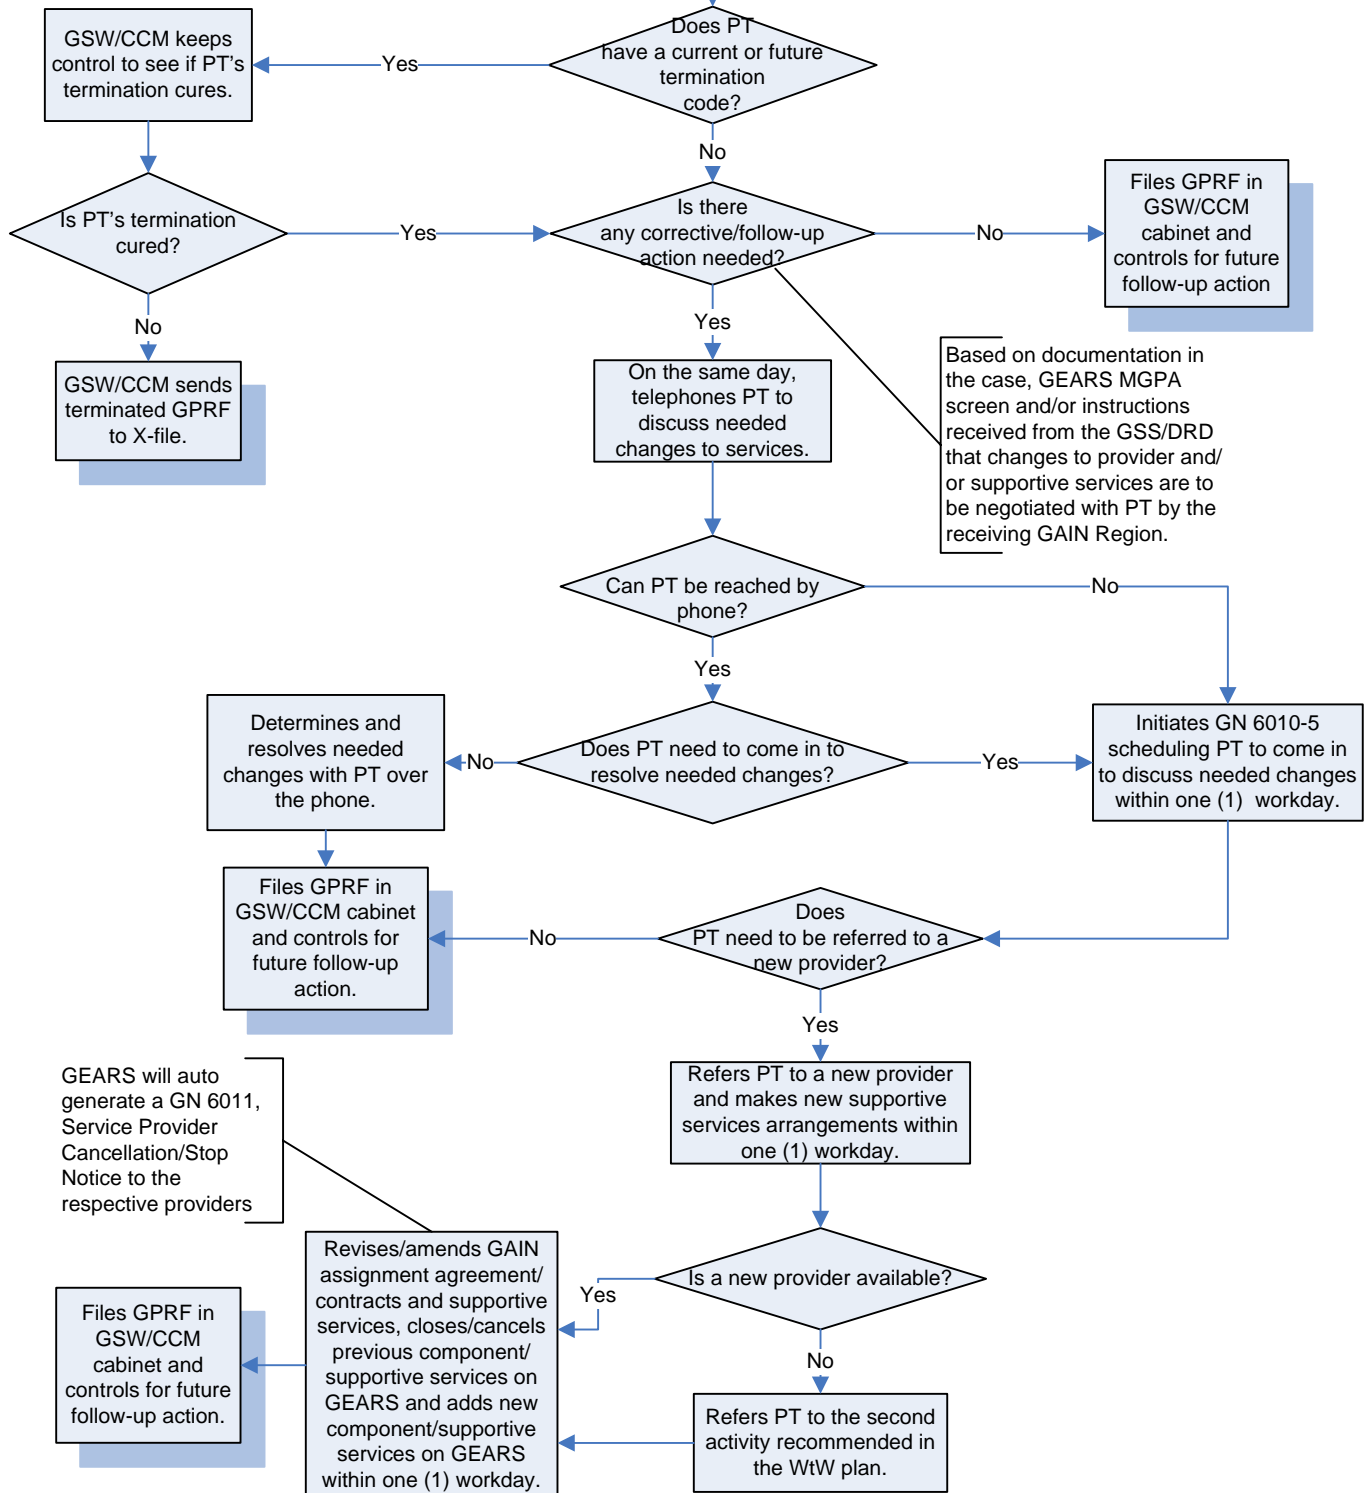 Does PT
have a current or future
termination
code?
GSW/CCM keeps
control to see if PT's
termination cures.
Yes
No
Is PT's termination
cured?
Yes
Is there
any corrective/follow-up
action needed?
No
Files GPRF in
GSW/CCM
cabinet and
controls for future
follow-up action
No
Yes
GSW/CCM sends
terminated GPRF
to X-file.
On the same day,
telephones PT to
discuss needed
changes to services.
Based on documentation in
the case, GEARS MGPA
screen and/or instructions
received from the GSS/DRD
that changes to provider and/
or supportive services are to
be negotiated with PT by the
receiving GAIN Region.
Can PT be reached by
phone?
No
Yes
Determines and
resolves needed
changes with PT over
the phone.
No
Does PT need to come in to
resolve needed changes?
Yes
Initiates GN 6010-5
scheduling PT to come in
to discuss needed changes
within one (1) workday.
Files GPRF in
GSW/CCM cabinet
and controls for
future follow-up
action.
No
Does
PT need to be referred to a
new provider?
Yes
GEARS will auto
generate a GN 6011,
Service Provider
Cancellation/Stop
Notice to the
respective providers
Refers PT to a new provider
and makes new supportive
services arrangements within
one (1) workday.
Is a new provider available?
Yes
No
Revises/amends GAIN
assignment agreement/
contracts and supportive
services, closes/cancels
previous component/
supportive services on
GEARS and adds new
component/supportive
services on GEARS
within one (1) workday.
Files GPRF in
GSW/CCM
cabinet and
controls for future
follow-up action.
Refers PT to the second
activity recommended in
the WtW plan.